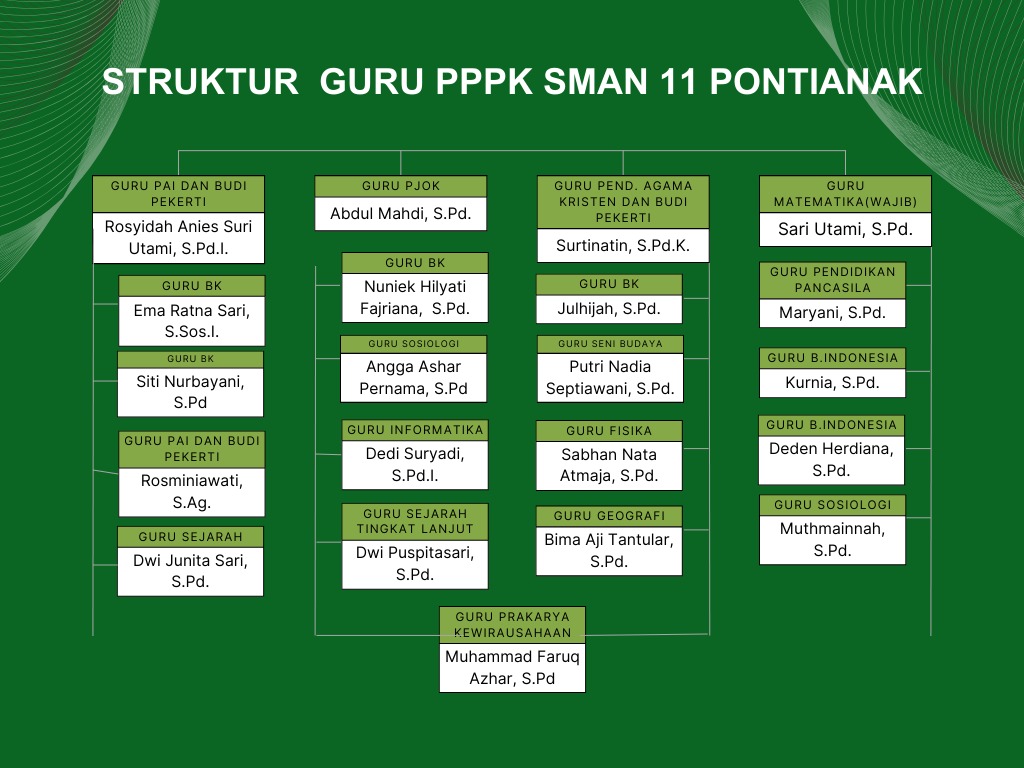 STRUKTUR  GURU PPPK SMAN 11 PONTIANAK
GURU PAI DAN BUDI
PEKERTI
Rosyidah Anies Suri
Utami, S.Pd.I.
GURU BK
Ema Ratna Sari,
S.Sos.I.
GURU BK
Siti Nurbayani,
S.Pd
GURU PAI DAN BUDI
PEKERTI
Rosminiawati,
S.Ag.
GURU SEJARAH
Dwi Junita Sari,
S.Pd.
GURU PJOK
Abdul Mahdi, S.Pd.
GURU BK
Nuniek Hilyati
Fajriana,  S.Pd.
GURU SOSIOLOGI
Angga Ashar
Pernama, S.Pd
GURU INFORMATIKA
Dedi Suryadi,
S.Pd.I.
GURU SEJARAH
TINGKAT LANJUT
Dwi Puspitasari,
S.Pd.
GURU PEND. AGAMA
KRISTEN DAN BUDI
PEKERTI
Surtinatin, S.Pd.K.
GURU BK
Julhijah, S.Pd.
GURU SENI BUDAYA
Putri Nadia
Septiawani, S.Pd.
GURU FISIKA
Sabhan Nata
Atmaja, S.Pd.
GURU GEOGRAFI
Bima Aji Tantular,
S.Pd.
GURU
MATEMATIKA(WAJIB)
Sari Utami, S.Pd.
GURU PENDIDIKAN
PANCASILA
Maryani, S.Pd.
GURU B.INDONESIA
Kurnia, S.Pd.
GURU B.INDONESIA
Deden Herdiana,
S.Pd.
GURU SOSIOLOGI
Muthmainnah,
S.Pd.
GURU PRAKARYA
KEWIRAUSAHAAN
Muhammad Faruq
Azhar, S.Pd